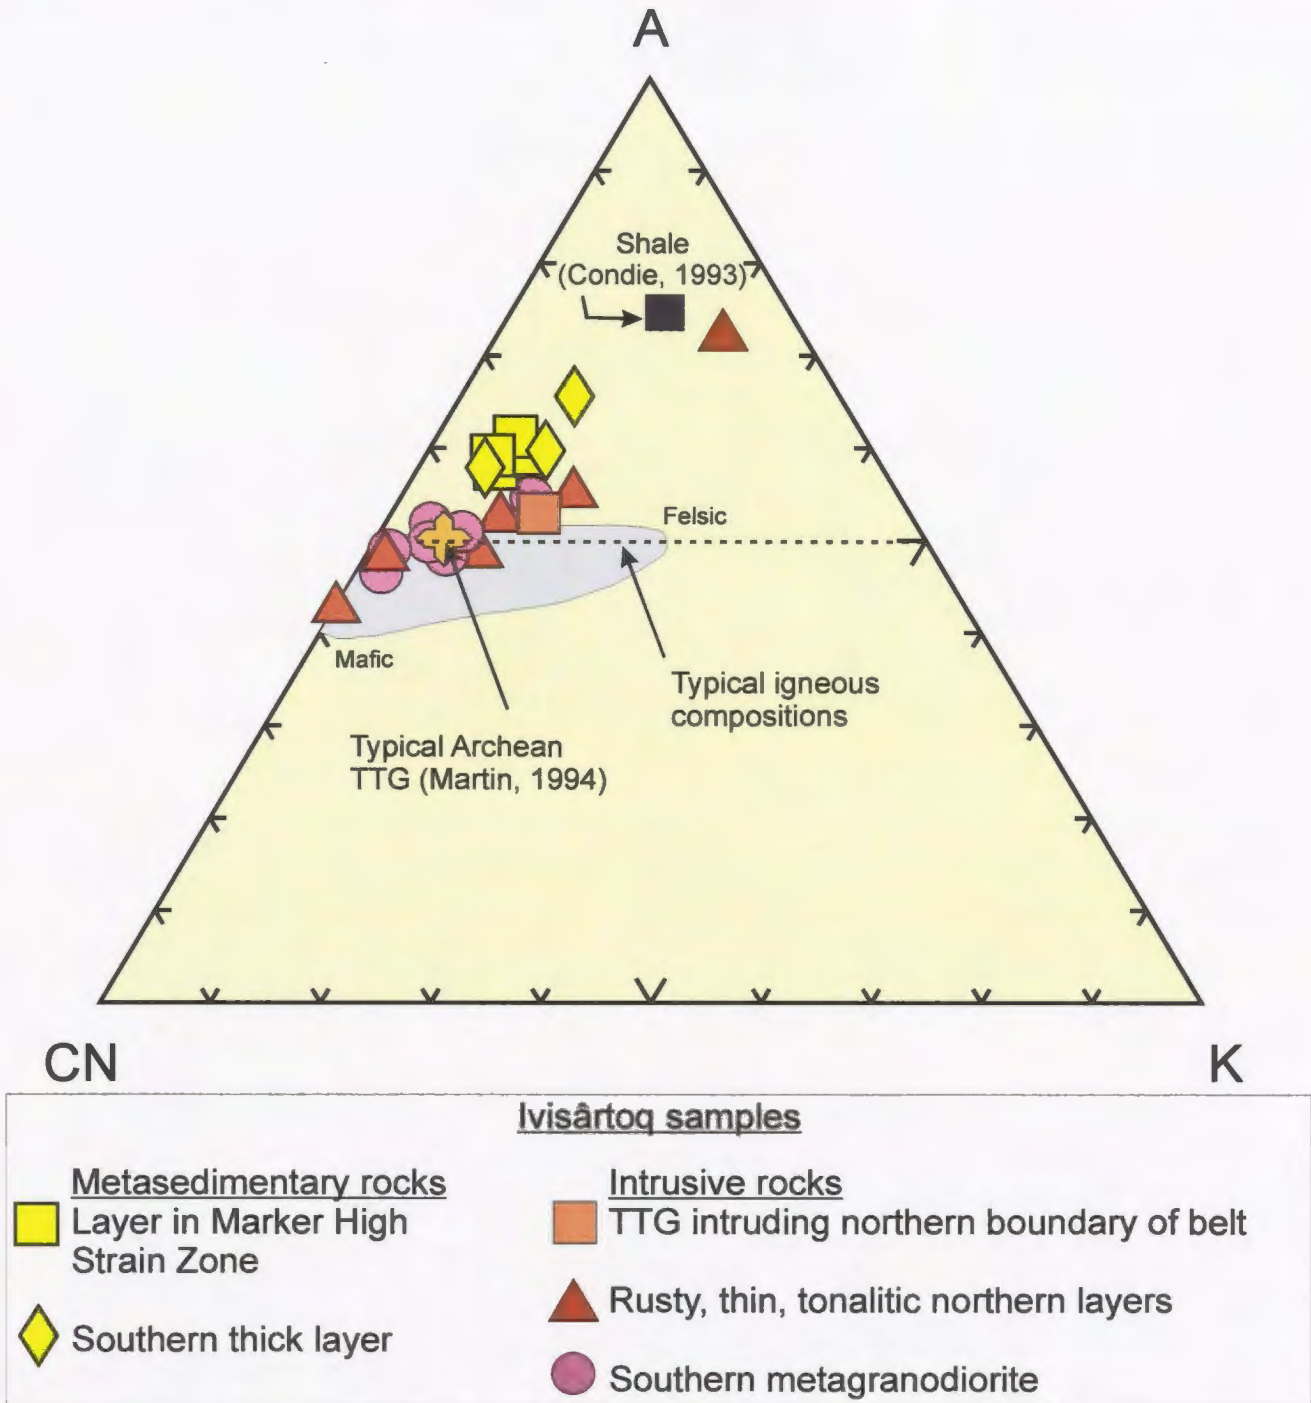 A
Shale
(Condie, 1993)
Felsic
Mafic
Typical igneous
compositions
Typical Archean
TTG (Martin, 1994)
CN
K
Ivisârtoq samples
Metasedimentary rocks
Layer in Marker High
Strain Zone
Southern thick layer
Intrusive rocks
TTG intruding northern boundary of belt
Rusty, thin, tonalitic northern layers
Southern metagranodiorite